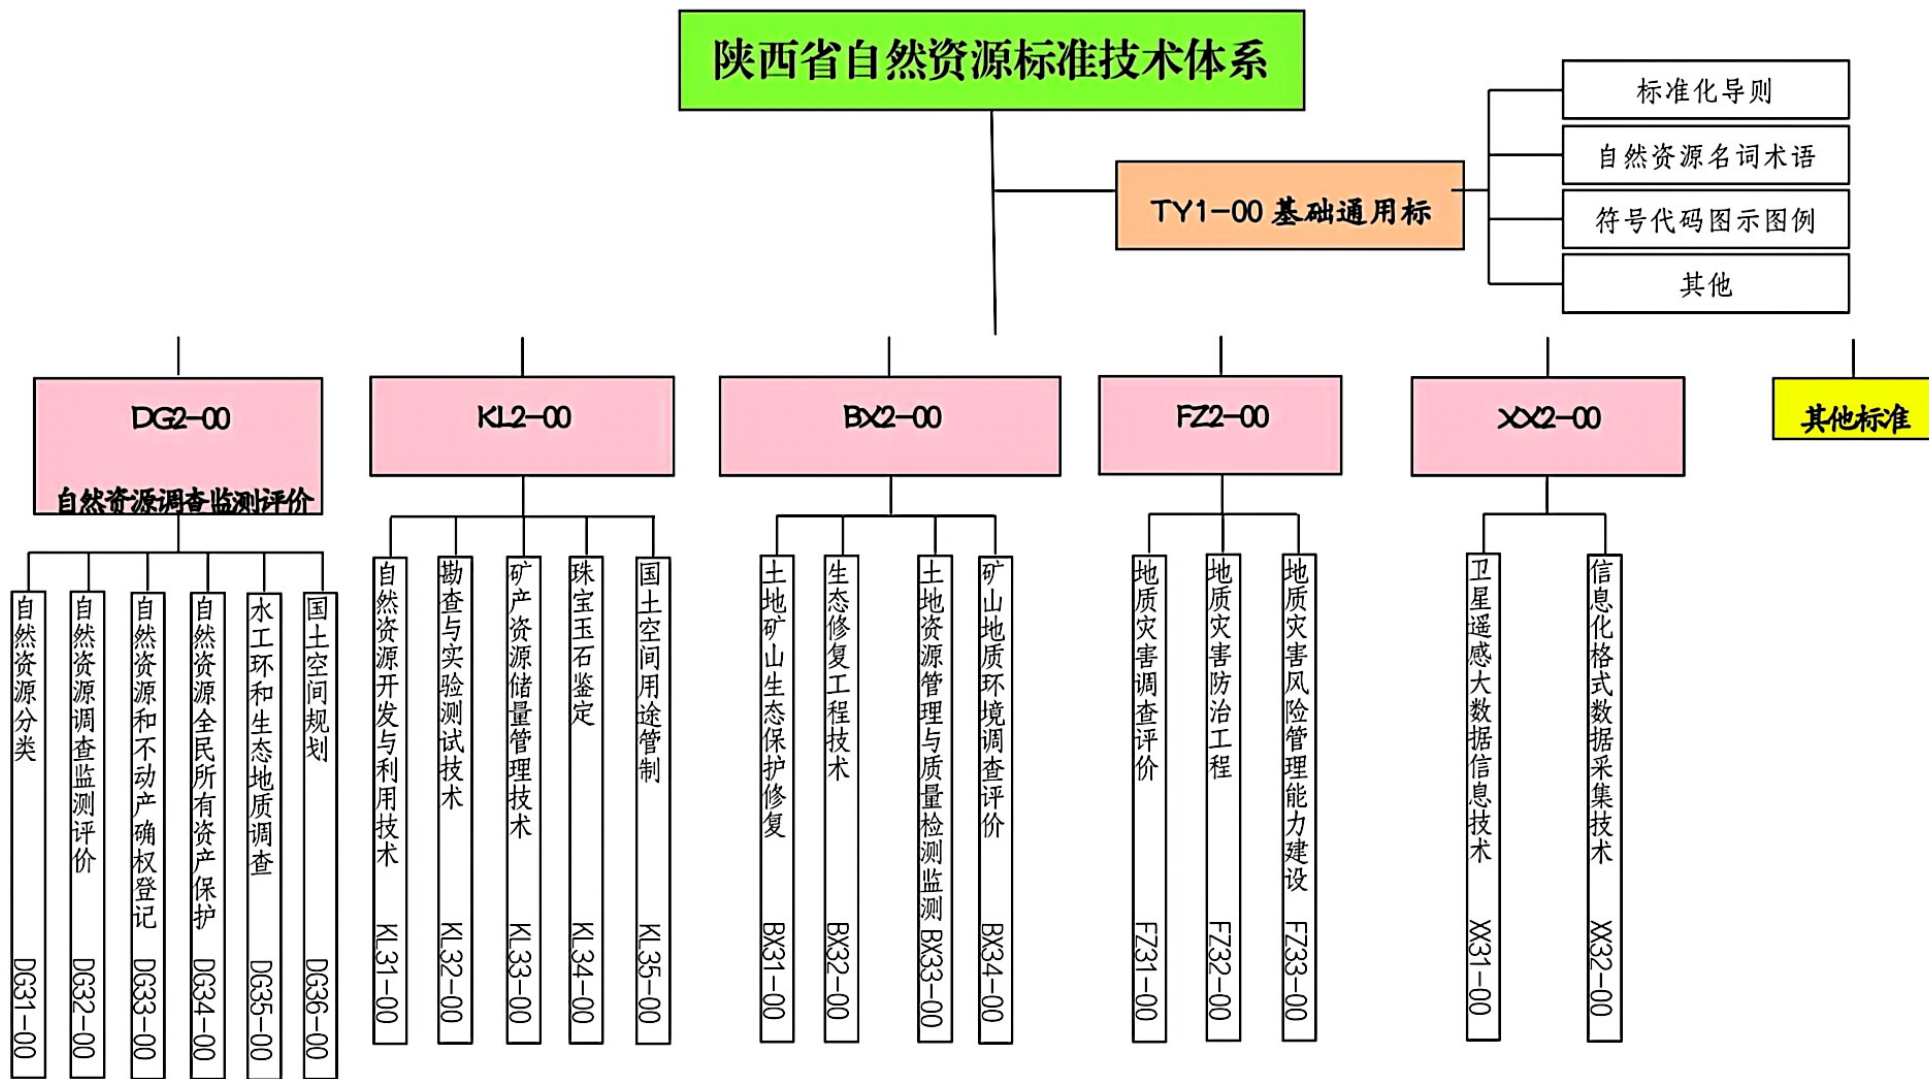 陕西省自然资源标准技术体系
TY1-00 基础通用标
标准化导则
自然资源名词术语
符号代码图示图例
其他
DG2-00
自然资源调查监测评价
KL2-00
BX2-00
FZ2-00
XX2-00
其他标准
自然资源分类 DG31-00
自然资源调查监测评价 DG32-00
自然资源和不动产确权登记 DG33-00
自然资源全民所有资产保护 DG34-00
水工环和生态地质调查 DG35-00
国土空间规划 DG36-00
自然资源开发与利用技术 KL31-00
勘查与实验测试技术 KL32-00
矿产资源储量管理技术 KL33-00
珠宝玉石鉴定 KL34-00
国土空间用途管制 KL35-00
土地矿山生态保护修复 BX31-00
生态修复工程技术 BX32-00
土地资源管理与质量检测监测 BX33-00
矿山地质环境调查评价 BX34-00
地质灾害调查评价 FZ31-00
地质灾害防治工程 FZ32-00
地质灾害风险管理能力建设 FZ33-00
卫星遥感大数据信息技术 XX31-00
信息化格式数据采集技术 XX32-00